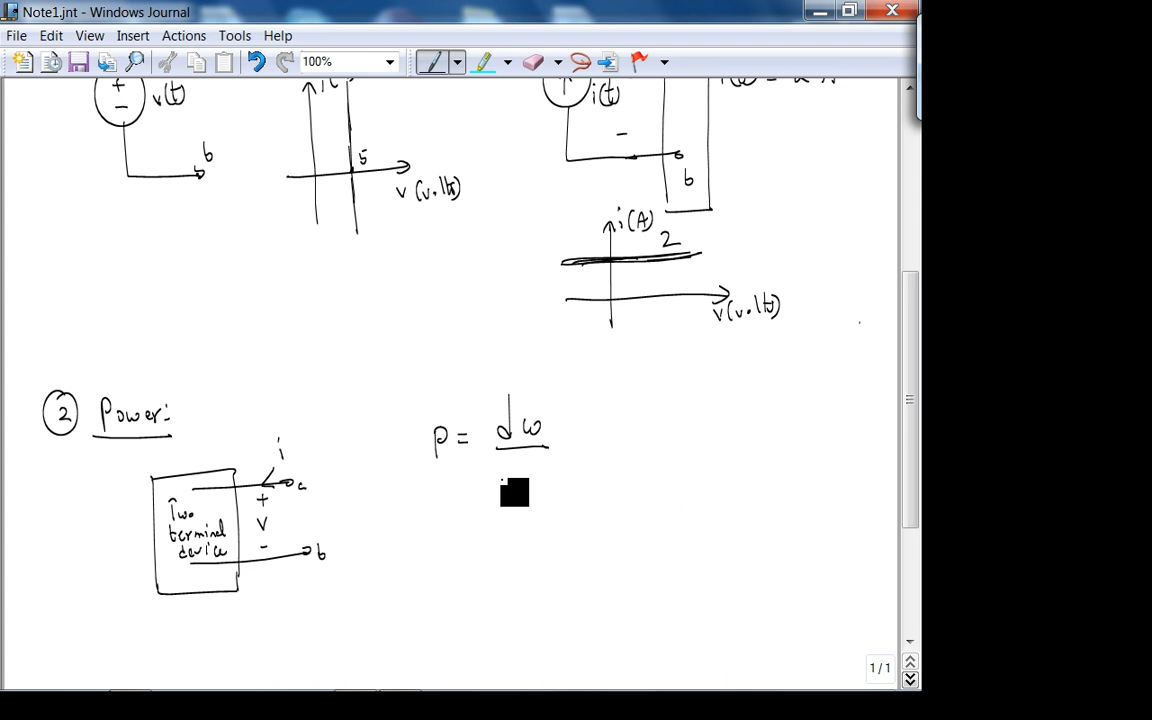 Note1.jnt - Windows Journal
File Edit View Insert Actions Tools Help
100%
+
-
v(t)
b
5
v (volts)
i(t)
-
b
i(A)
2
v(volts)
2 Power:
p = dw
i
a
+
v
-
b
Two
terminal
device
1/1